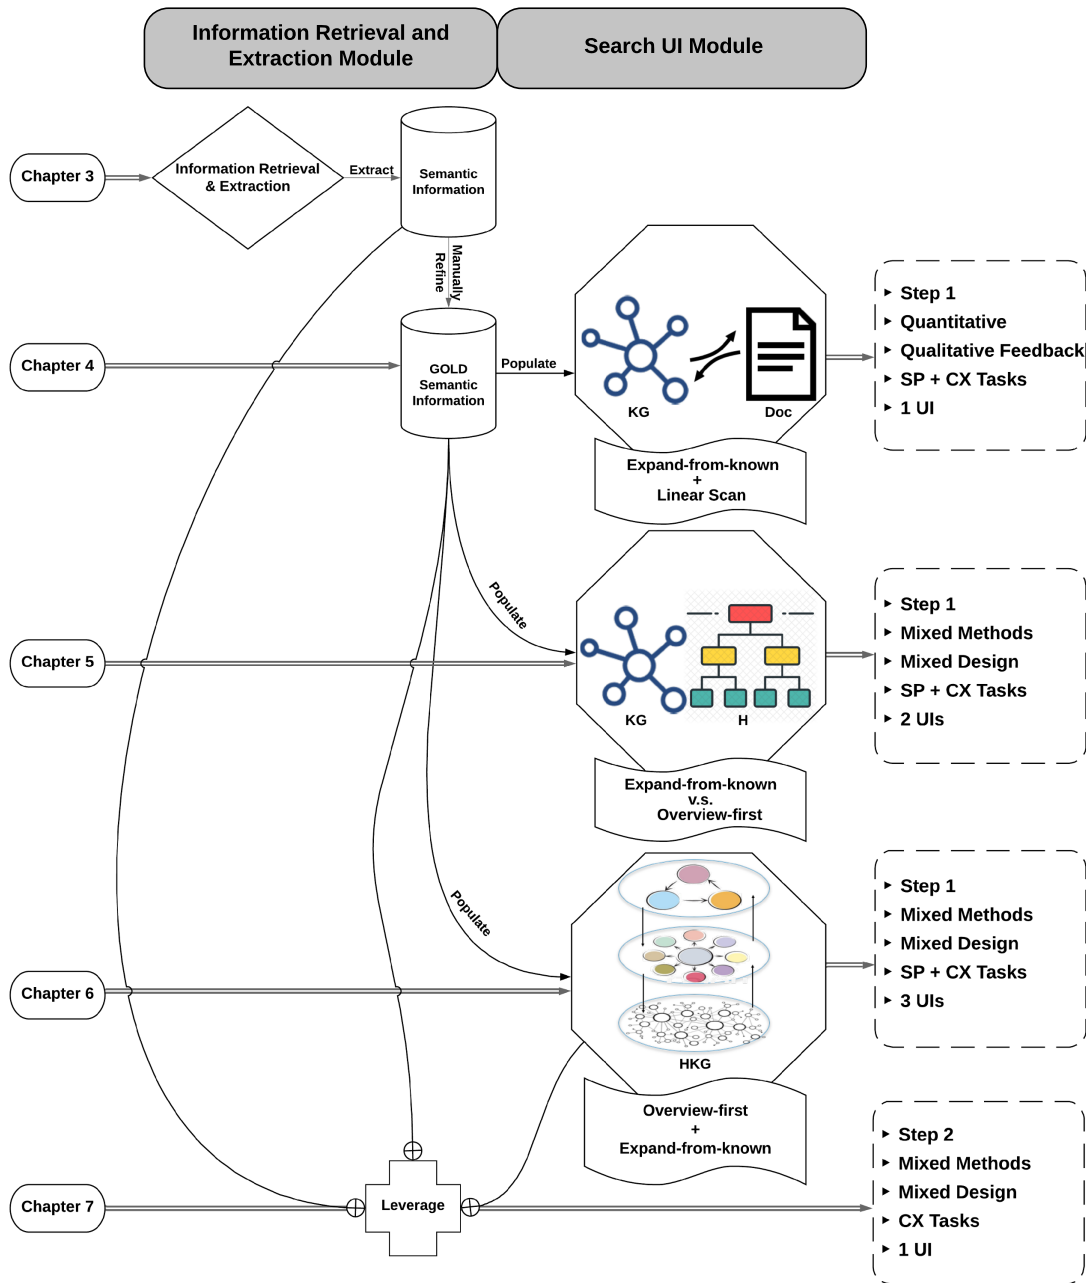 Information Retrieval and
Extraction Module
Search UI Module
Chapter 3
Information Retrieval
& Extraction
Extract
Semantic
Information
Manually
Refine
Chapter 4
GOLD
Semantic
Information
Populate
KG
Doc
Expand-from-known
+
Linear Scan
Step 1
Quantitative
Qualitative Feedback
SP + CX Tasks
1 UI
Populate
Chapter 5
KG
H
Expand-from-known
v.s.
Overview-first
Step 1
Mixed Methods
Mixed Design
SP + CX Tasks
2 UIs
Populate
Chapter 6
HKG
Overview-first
+
Expand-from-known
Step 1
Mixed Methods
Mixed Design
SP + CX Tasks
3 UIs
Chapter 7
Leverage
Step 2
Mixed Methods
Mixed Design
CX Tasks
1 UI